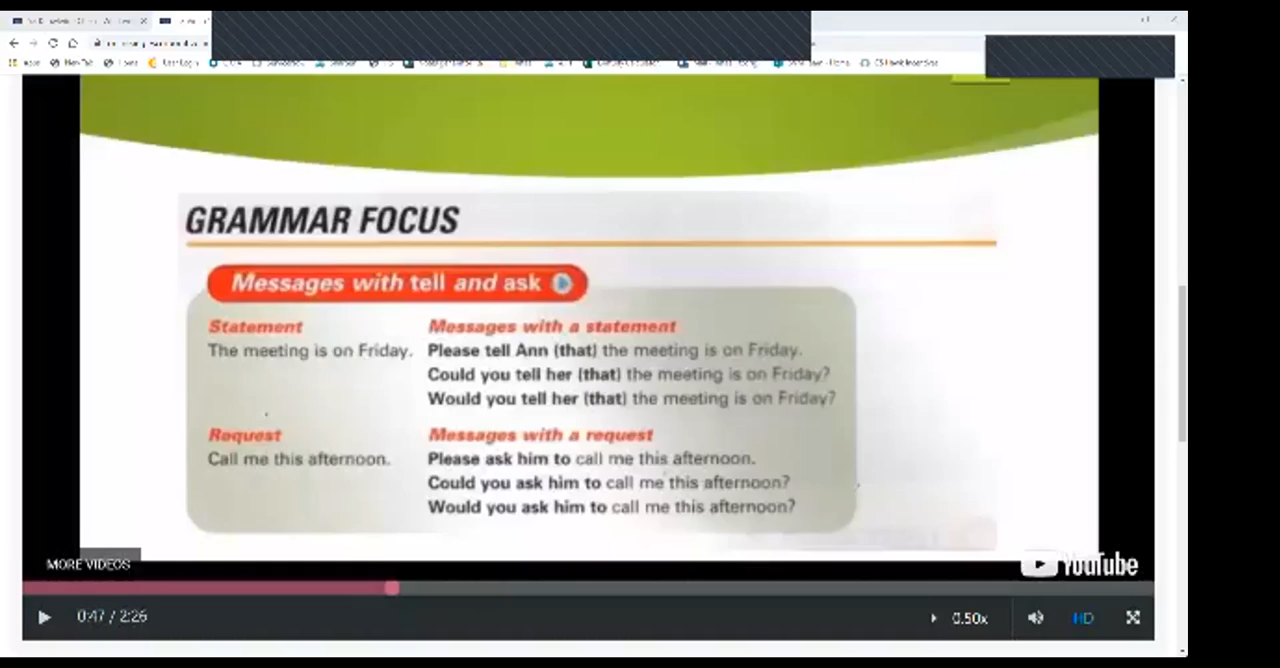 GRAMMAR FOCUS
Messages with tell and ask
Statement
Messages with a statement
The meeting is on Friday.
Please tell Ann (that) the meeting is on Friday.
Could you tell her (that) the meeting is on Friday?
Would you tell her (that) the meeting is on Friday?
Request
Messages with a request
Call me this afternoon.
Please ask him to call me this afternoon.
Could you ask him to call me this afternoon?
Would you ask him to call me this afternoon?
MORE VIDEOS
YouTube
0:47 / 2:26
0.50x
HD